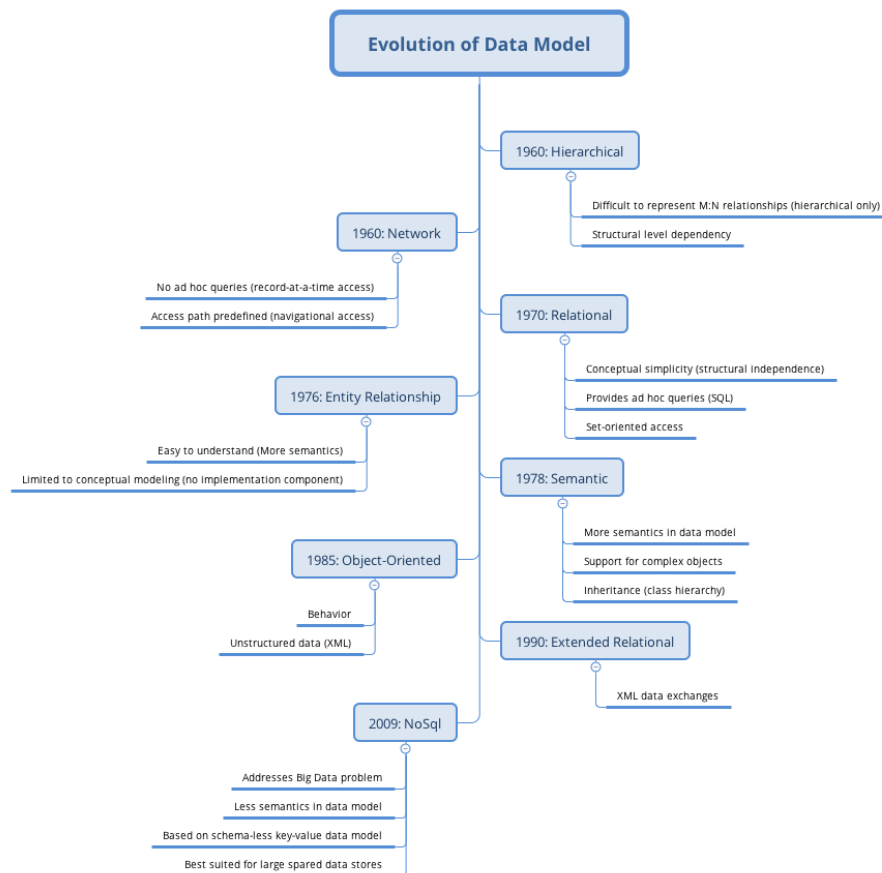 Evolution of Data Model
1960: Hierarchical
Difficult to represent M:N relationships (hierarchical only)
Structural level dependency
1960: Network
No ad hoc queries (record-at-a-time access)
Access path predefined (navigational access)
1970: Relational
Conceptual simplicity (structural independence)
Provides ad hoc queries (SQL)
Set-oriented access
1976: Entity Relationship
Easy to understand (More semantics)
Limited to conceptual modeling (no implementation component)
1978: Semantic
More semantics in data model
Support for complex objects
Inheritance (class hierarchy)
1985: Object-Oriented
Behavior
Unstructured data (XML)
1990: Extended Relational
XML data exchanges
2009: NoSql
Addresses Big Data problem
Less semantics in data model
Based on schema-less key-value data model
Best suited for large spared data stores